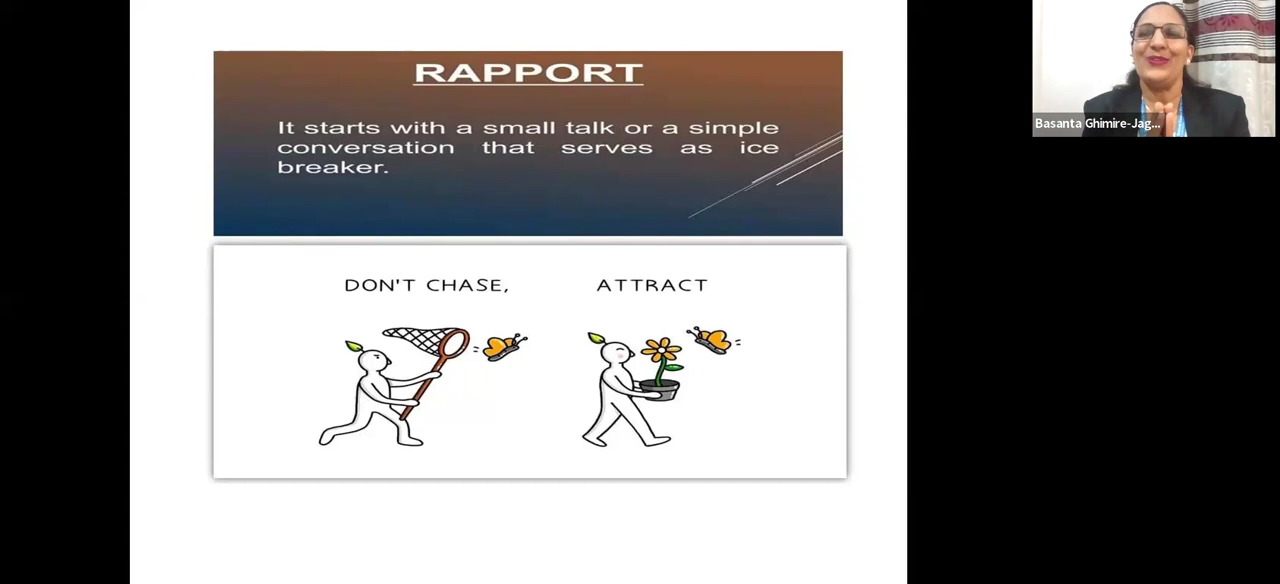 RAPPORT
It starts with a small talk or a simple
conversation that serves as ice
breaker.
DON'T CHASE, ATTRACT
Basanta Ghimire-Jag...